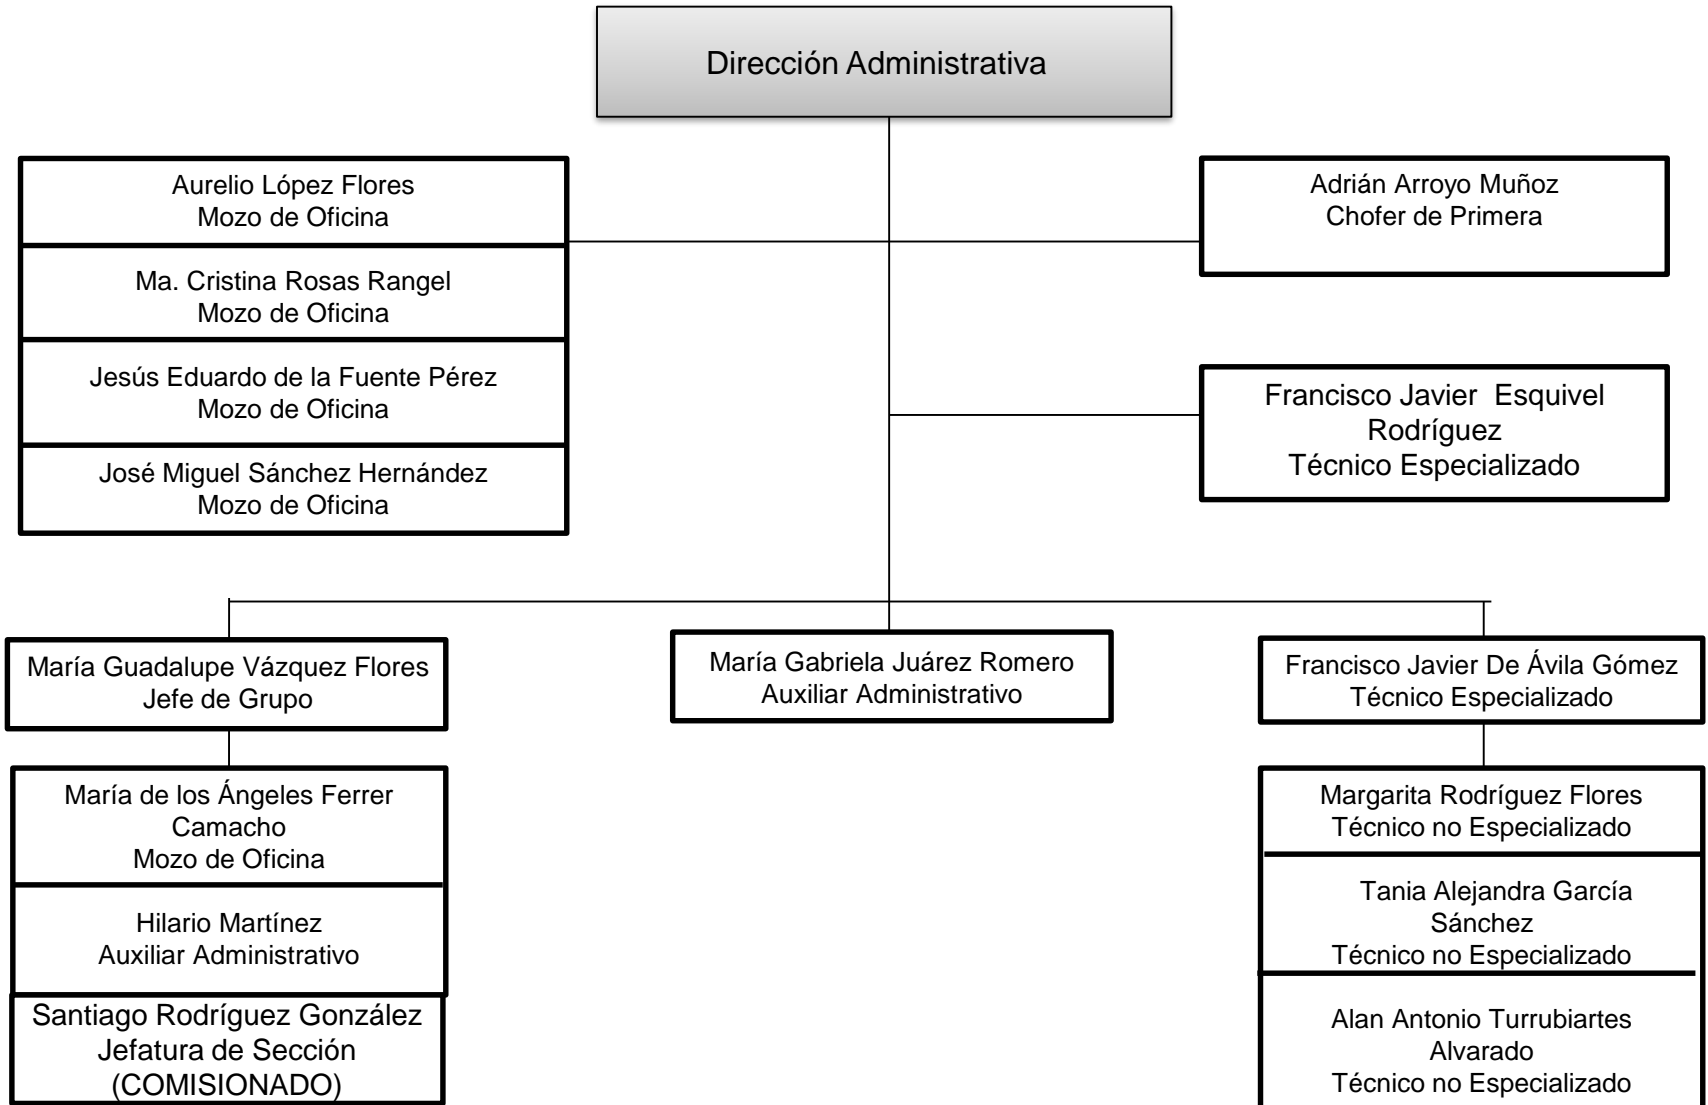 Dirección Administrativa
Aurelio López Flores
Mozo de Oficina
Ma. Cristina Rosas Rangel
Mozo de Oficina
Jesús Eduardo de la Fuente Pérez
Mozo de Oficina
José Miguel Sánchez Hernández
Mozo de Oficina
Adrián Arroyo Muñoz
Chofer de Primera
Francisco Javier  Esquivel
Rodríguez
Técnico Especializado
María Guadalupe Vázquez Flores
Jefe de Grupo
María de los Ángeles Ferrer
Camacho
Mozo de Oficina
Hilario Martínez
Auxiliar Administrativo
Santiago Rodríguez González
Jefatura de Sección
(COMISIONADO)
María Gabriela Juárez Romero
Auxiliar Administrativo
Francisco Javier De Ávila Gómez
Técnico Especializado
Margarita Rodríguez Flores
Técnico no Especializado
Tania Alejandra García
Sánchez
Técnico no Especializado
Alan Antonio Turrubiartes
Alvarado
Técnico no Especializado